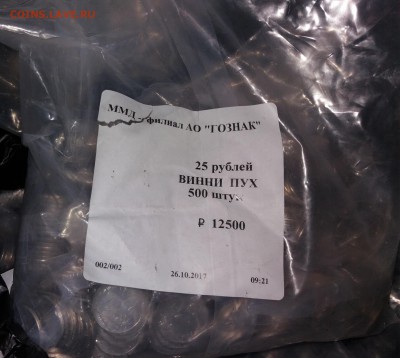 COINS.LAVE.RU
ММД - филиал АО "ГОЗНАК"
25 рублей
ВИННИ ПУХ
500 штук
₽ 12500
002/002 26.10.2017 09:21